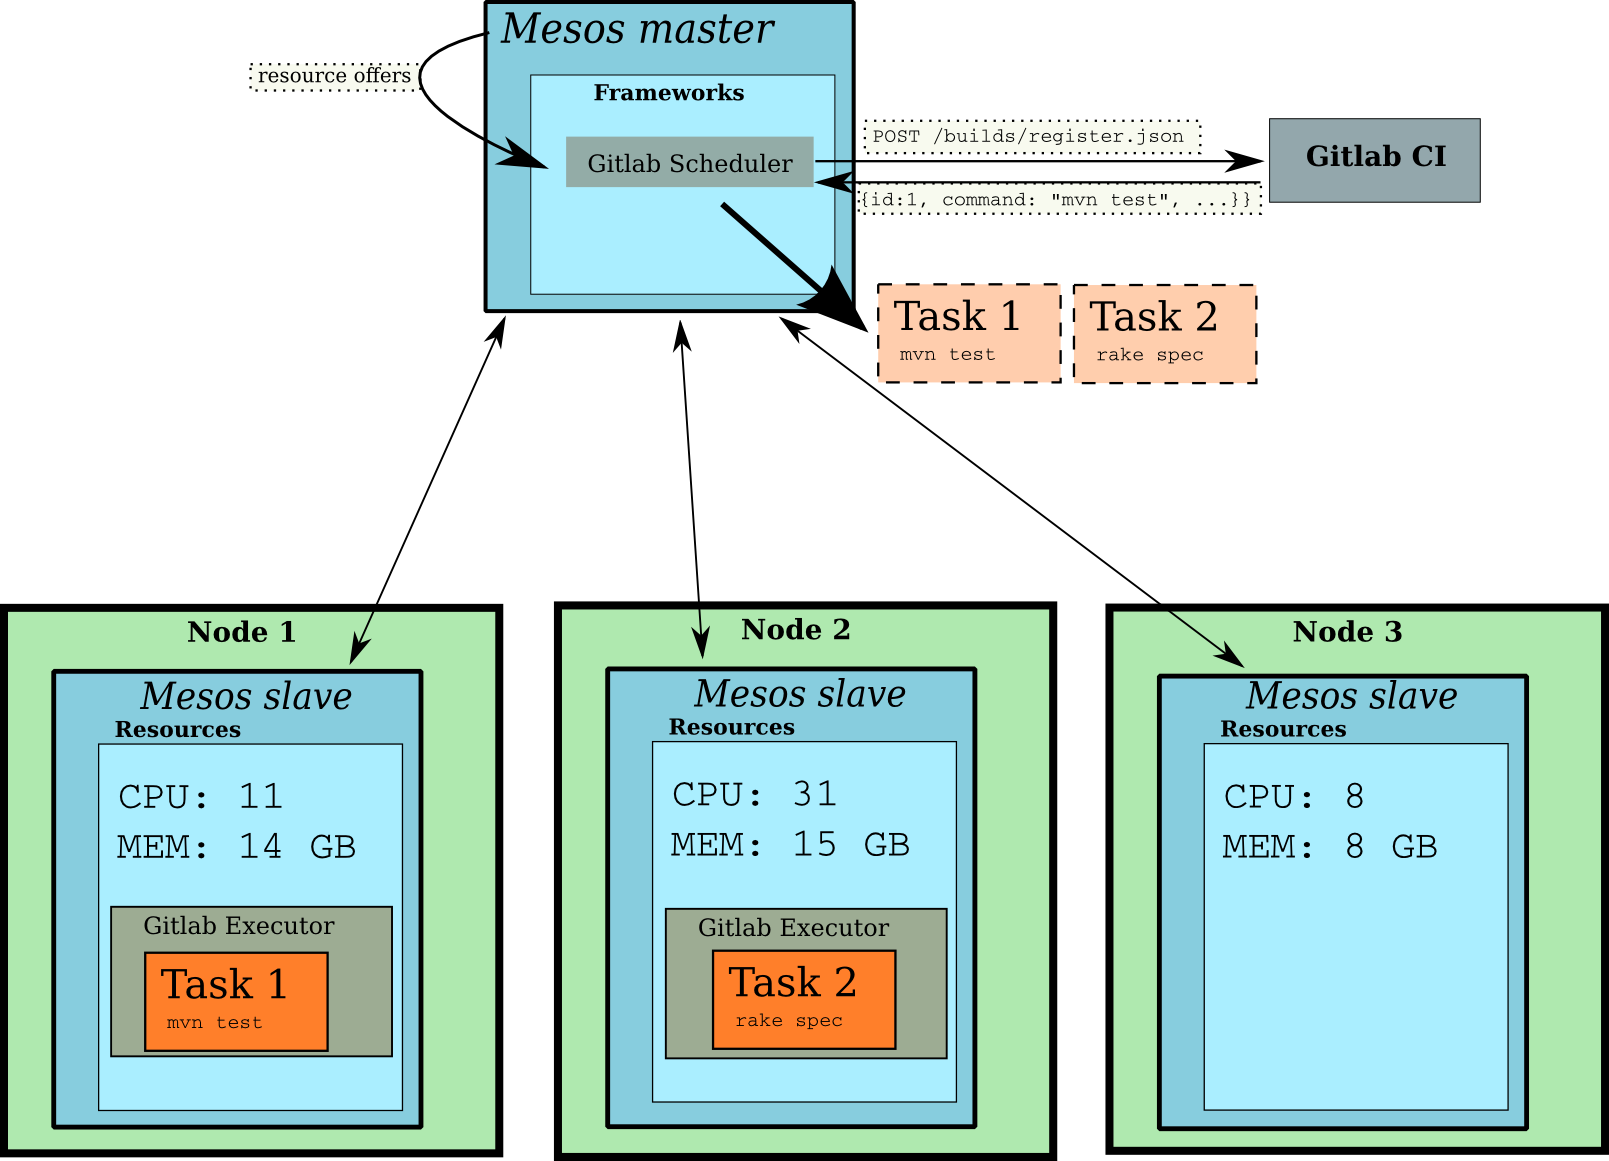 Mesos master
resource offers
Frameworks
Gitlab Scheduler
POST /builds/register.json
Gitlab CI
{id:1, command: "mvn test", ...}}
Task 1
mvn test
Task 2
rake spec
Node 1
Mesos slave
Resources
CPU: 11
MEM: 14 GB
Gitlab Executor
Task 1
mvn test
Node 2
Mesos slave
Resources
CPU: 31
MEM: 15 GB
Gitlab Executor
Task 2
rake spec
Node 3
Mesos slave
Resources
CPU: 8
MEM: 8 GB